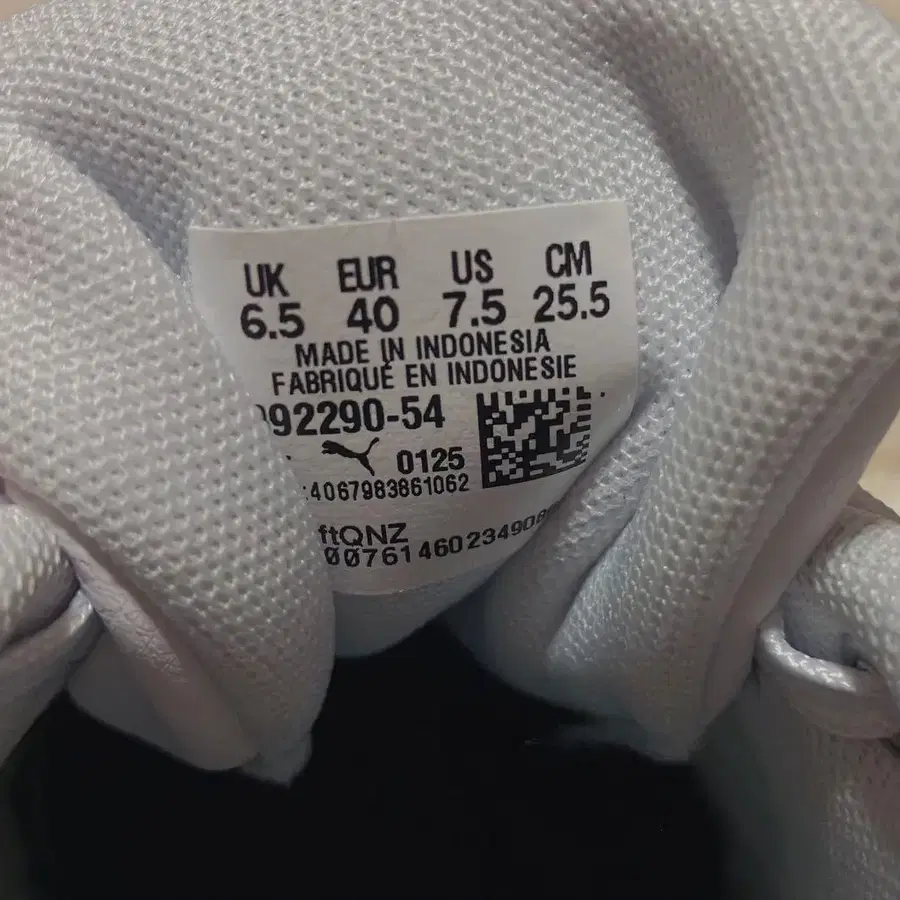 UK EUR US CM
6.5 40 7.5 25.5
MADE IN INDONESIA
FABRIQUE EN INDONESIE
92290-54
0125
4067983861062
ftQNZ
00761460234908